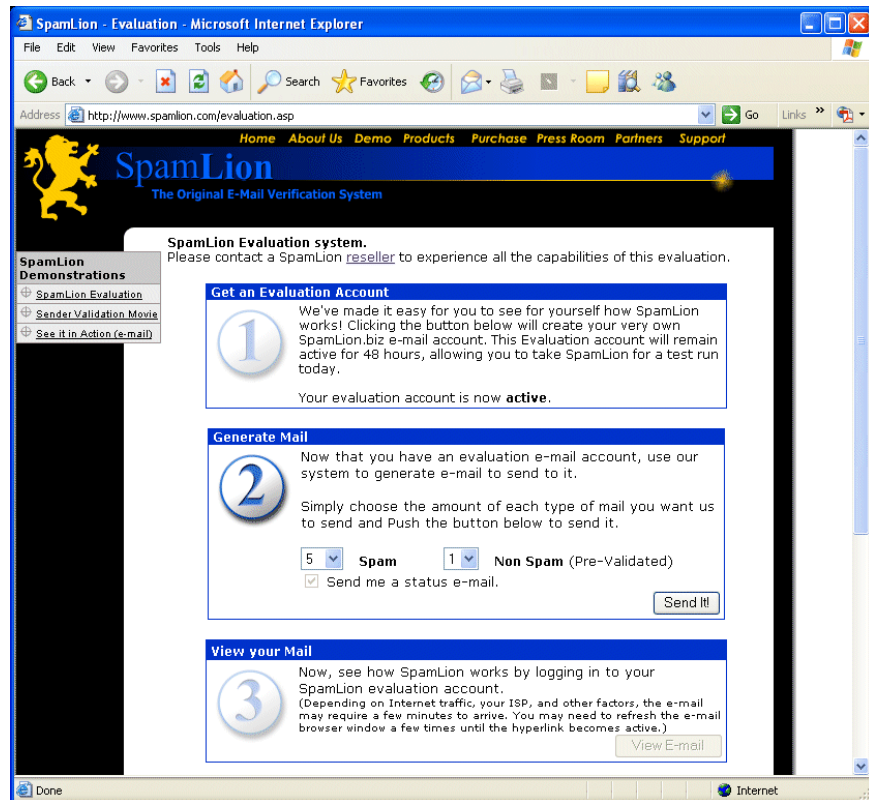 SpamLion - Evaluation - Microsoft Internet Explorer
File Edit View Favorites Tools Help
Back Search Favorites
Address http://www.spamlion.com/evaluation.asp Go Links »
Home About Us Demo Products Purchase Press Room Partners Support
SpamLion
The Original E-Mail Verification System
SpamLion
Demonstrations
SpamLion Evaluation
Sender Validation Movie
See it in Action (e-mail)
SpamLion Evaluation system.
Please contact a SpamLion reseller to experience all the capabilities of this evaluation.
Get an Evaluation Account
1
We've made it easy for you to see for yourself how SpamLion
works! Clicking the button below will create your very own
SpamLion.biz e-mail account. This Evaluation account will remain
active for 48 hours, allowing you to take SpamLion for a test run
today.
Your evaluation account is now active.
Generate Mail
2
Now that you have an evaluation e-mail account, use our
system to generate e-mail to send to it.
Simply choose the amount of each type of mail you want us
to send and Push the button below to send it.
5 Spam 1 Non Spam (Pre-Validated)
Send me a status e-mail.
Send It!
View your Mail
3
Now, see how SpamLion works by logging in to your
SpamLion evaluation account.
(Depending on Internet traffic, your ISP, and other factors, the e-mail
may require a few minutes to arrive. You may need to refresh the e-mail
browser window a few times until the hyperlink becomes active.)
View E-mail
Done Internet